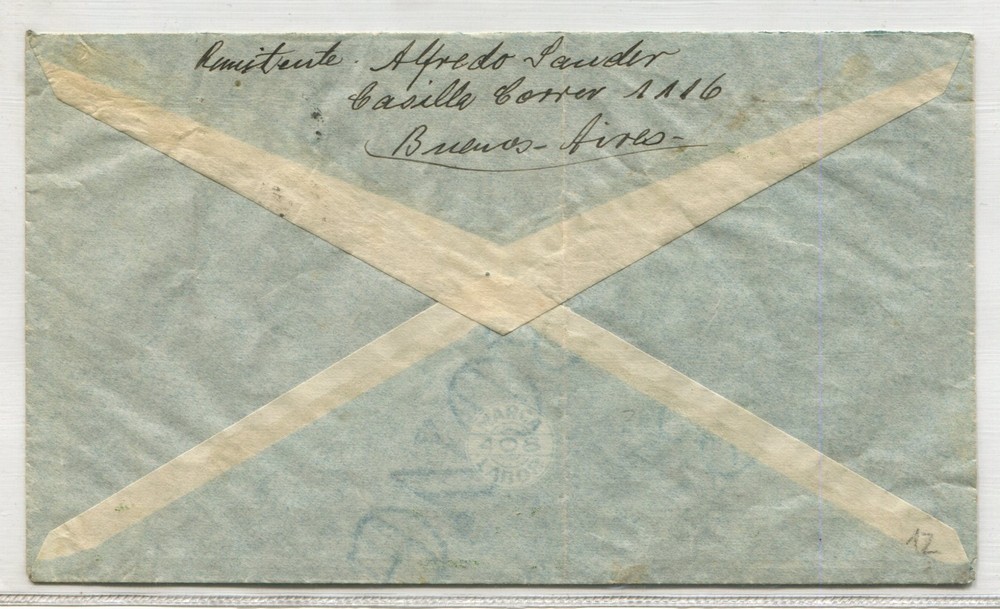 Remitente. Alfredo Sander
Casilla Correo 1116
Buenos-Aires-
12